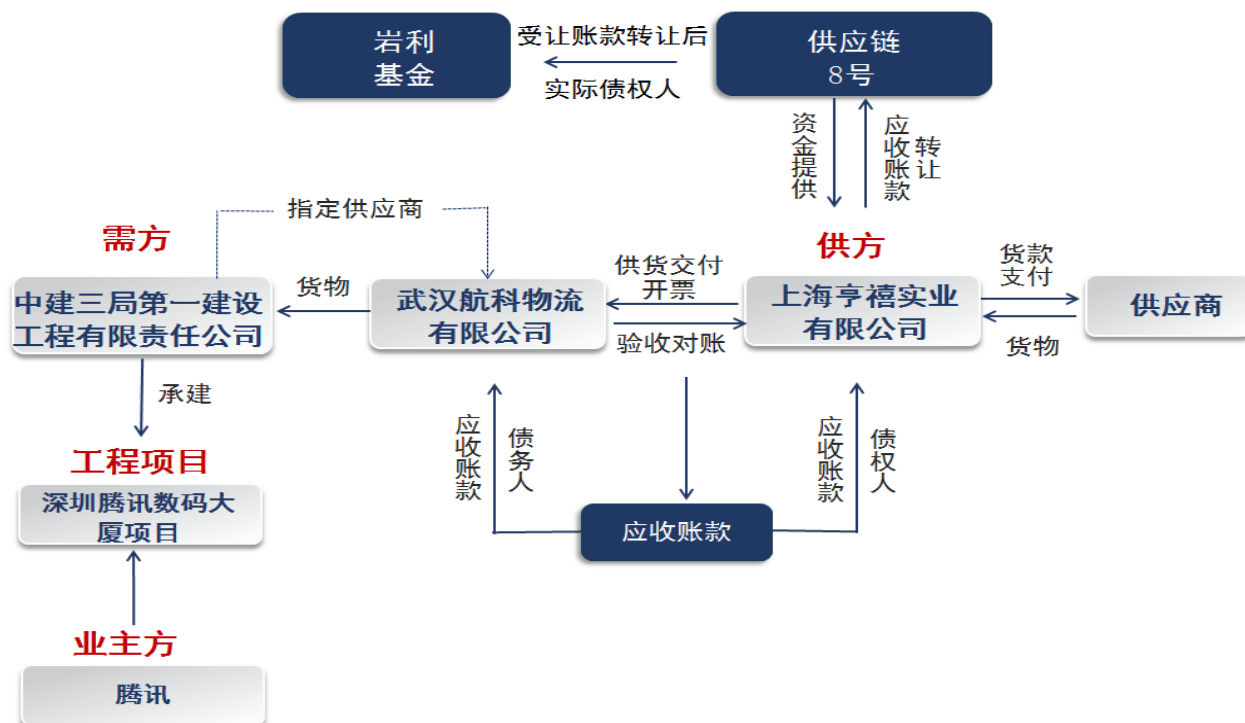 岩利
基金
受让账款转让后
实际债权人
供应链
8号
资金提供
应收账款
转让
指定供应商
需方
供方
中建三局第一建设
工程有限责任公司
货物
武汉航科物流
有限公司
供货交付
开票
验收对账
上海亨禧实业
有限公司
货款
支付
货物
供应商
承建
应收账款
债务人
应收账款
债权人
工程项目
深圳腾讯数码大
厦项目
应收账款
业主方
腾讯